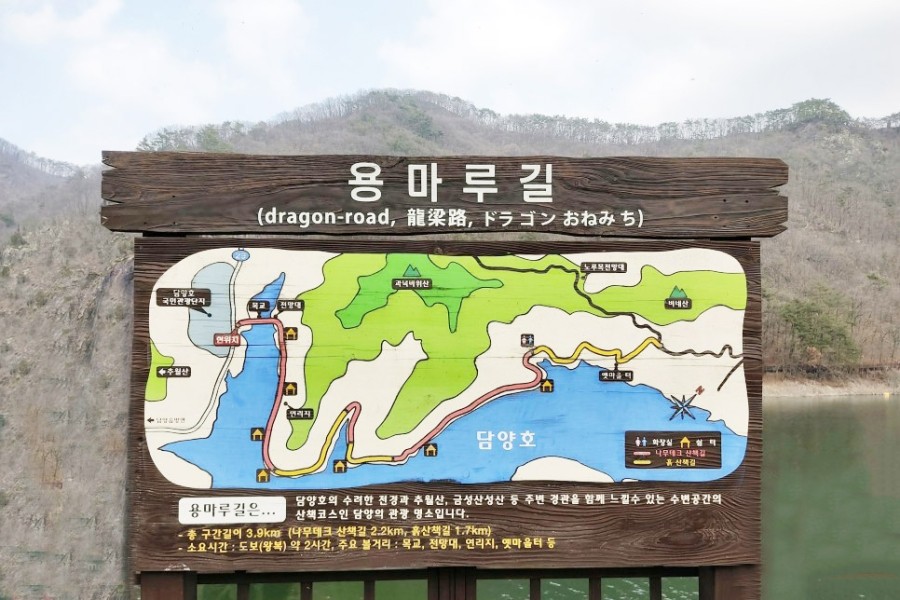 용마루길
(dragon-road, 龍梁路, ドラゴン おねみち)
담양호
국민관광단지
목교
전망대
과녁바위산
노루목전망대
비네산
현위치
추월산
옛마을 터
연리지
담양호
화장실 쉼 터
나무데크 산책길
흙 산책길
용마루길은...
담양호의 수려한 전경과 추월산, 금성산성산 등 주변 경관을 함께 느낄수 있는 수변공간의
산책코스인 담양의 관광 명소입니다.
- 총 구간길이 3.9km (나무데크 산책길 2.2km, 흙산책길 1.7km)
- 소요시간 : 도보(왕복) 약 2시간, 주요 볼거리 : 목교, 전망대, 연리지, 옛마을터 등